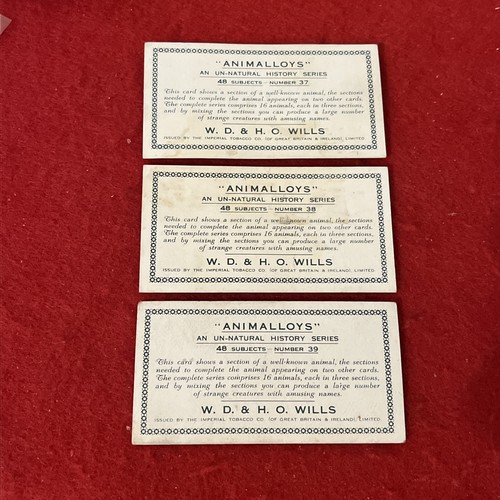 "ANIMALLOYS"
AN UN-NATURAL HISTORY SERIES
48 SUBJECTS—NUMBER 37
This card shows a section of a well-known animal, the sections
needed to complete the animal appearing on two other cards.
The complete series comprises 16 animals, each in three sections,
and by mixing the sections you can produce a large number
of strange creatures with amusing names.
W. D. & H. O. WILLS
ISSUED BY THE IMPERIAL TOBACCO CO. (OF GREAT BRITAIN & IRELAND), LIMITED.
"ANIMALLOYS"
AN UN-NATURAL HISTORY SERIES
48 SUBJECTS—NUMBER 38
This card shows a section of a well-known animal, the sections
needed to complete the animal appearing on two other cards.
The complete series comprises 16 animals, each in three sections,
and by mixing the sections you can produce a large number
of strange creatures with amusing names.
W. D. & H. O. WILLS
ISSUED BY THE IMPERIAL TOBACCO CO. (OF GREAT BRITAIN & IRELAND), LIMITED.
"ANIMALLOYS"
AN UN-NATURAL HISTORY SERIES
48 SUBJECTS—NUMBER 39
This card shows a section of a well-known animal, the sections
needed to complete the animal appearing on two other cards.
The complete series comprises 16 animals, each in three sections,
and by mixing the sections you can produce a large number
of strange creatures with amusing names.
W. D. & H. O. WILLS
ISSUED BY THE IMPERIAL TOBACCO CO. (OF GREAT BRITAIN & IRELAND), LIMITED.